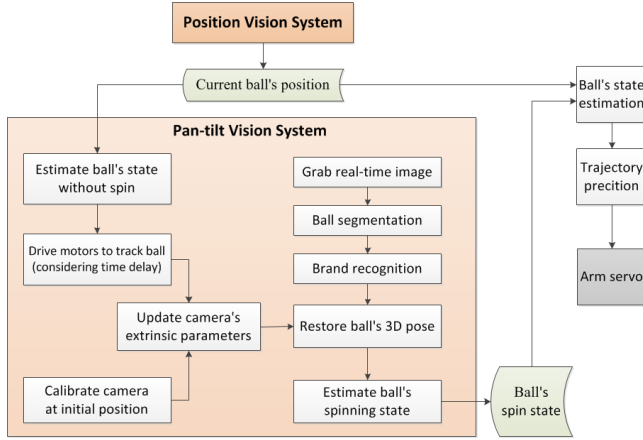 Position Vision System
Current ball's position
Ball's state
estimation
Pan-tilt Vision System
Estimate ball's state
without spin
Grab real-time image
Trajectory
precition
Ball segmentation
Drive motors to track ball
(considering time delay)
Brand recognition
Arm servo
Update camera's
extrinsic parameters
Restore ball's 3D pose
Calibrate camera
at initial position
Estimate ball's
spinning state
Ball's
spin state